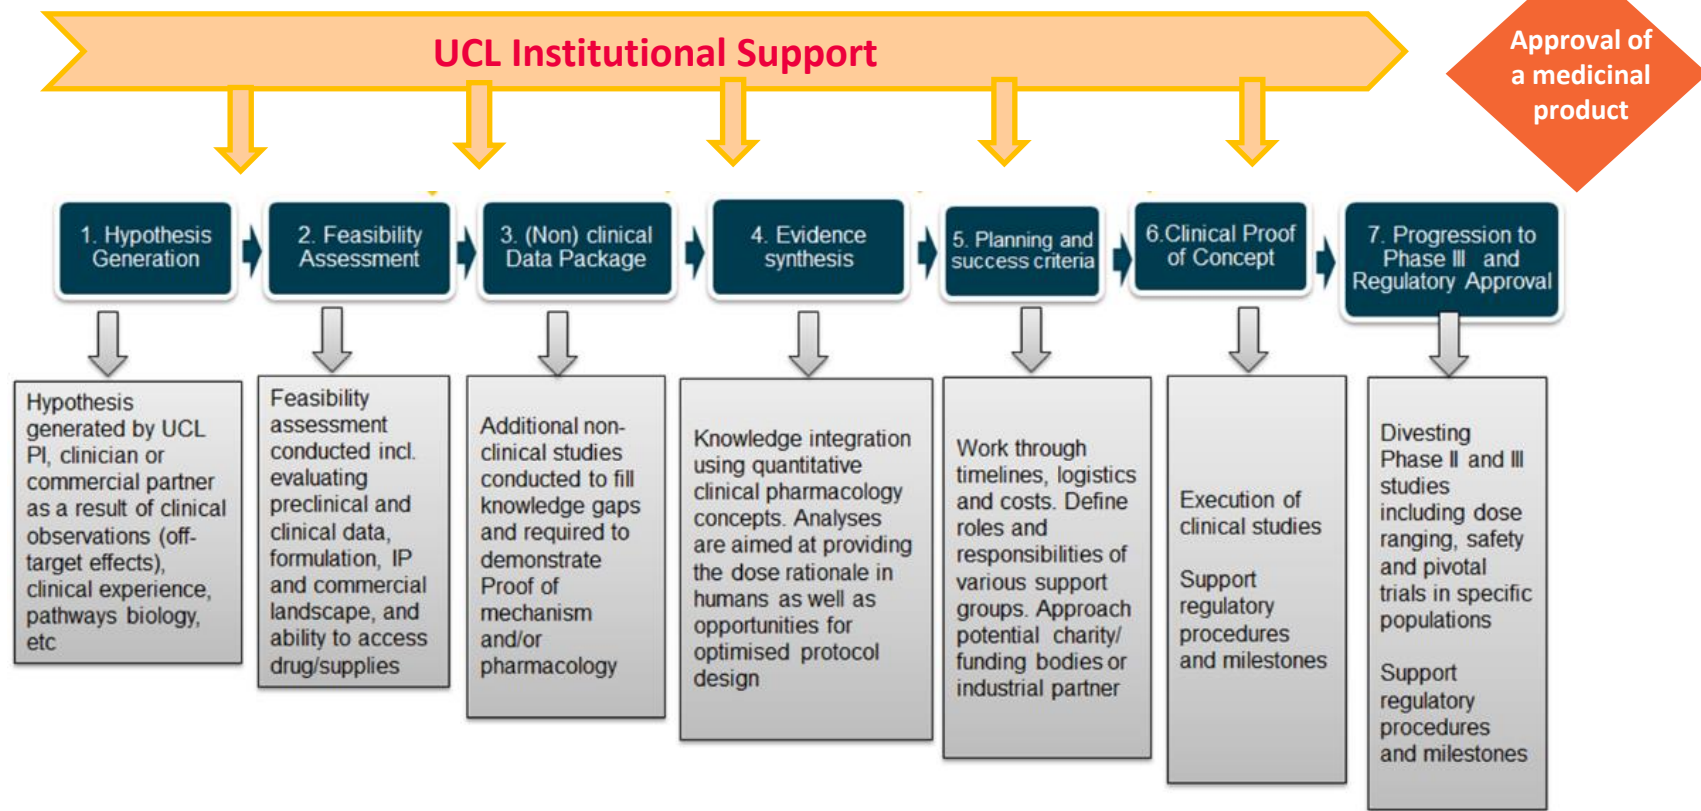 UCL Institutional Support
Approval of
a medicinal
product
1. Hypothesis
Generation
2. Feasibility
Assessment
3. (Non) clinical
Data Package
4. Evidence
synthesis
5. Planning and
success criteria
6.Clinical Proof
of Concept
7. Progression to
Phase III and
Regulatory Approval
Hypothesis
generated by UCL
PI, clinician or
commercial partner
as a result of clinical
observations (off-
target effects),
clinical experience,
pathways biology,
etc
Feasibility
assessment
conducted incl.
evaluating
preclinical and
clinical data,
formulation, IP
and commercial
landscape, and
ability to access
drug/supplies
Additional non-
clinical studies
conducted to fill
knowledge gaps
and required to
demonstrate
Proof of
mechanism
and/or
pharmacology
Knowledge integration
using quantitative
clinical pharmacology
concepts. Analyses
are aimed at providing
the dose rationale in
humans as well as
opportunities for
optimised protocol
design
Work through
timelines, logistics
and costs. Define
roles and
responsibilities of
various support
groups. Approach
potential charity/
funding bodies or
industrial partner
Execution of
clinical studies
Support
regulatory
procedures
and milestones
Divesting
Phase II and III
studies
including dose
ranging, safety
and pivotal
trials in specific
populations
Support
regulatory
procedures
and milestones